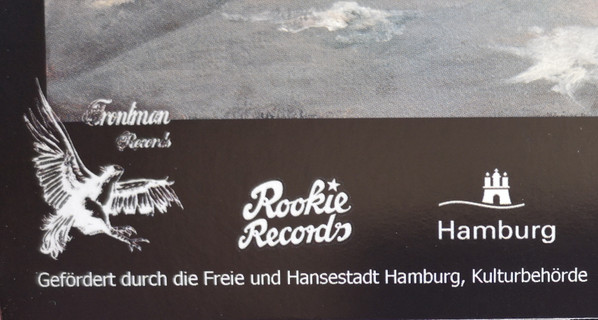 Frontman
Records
Rookie
Records
Hamburg
Gefördert durch die Freie und Hansestadt Hamburg, Kulturbehörde